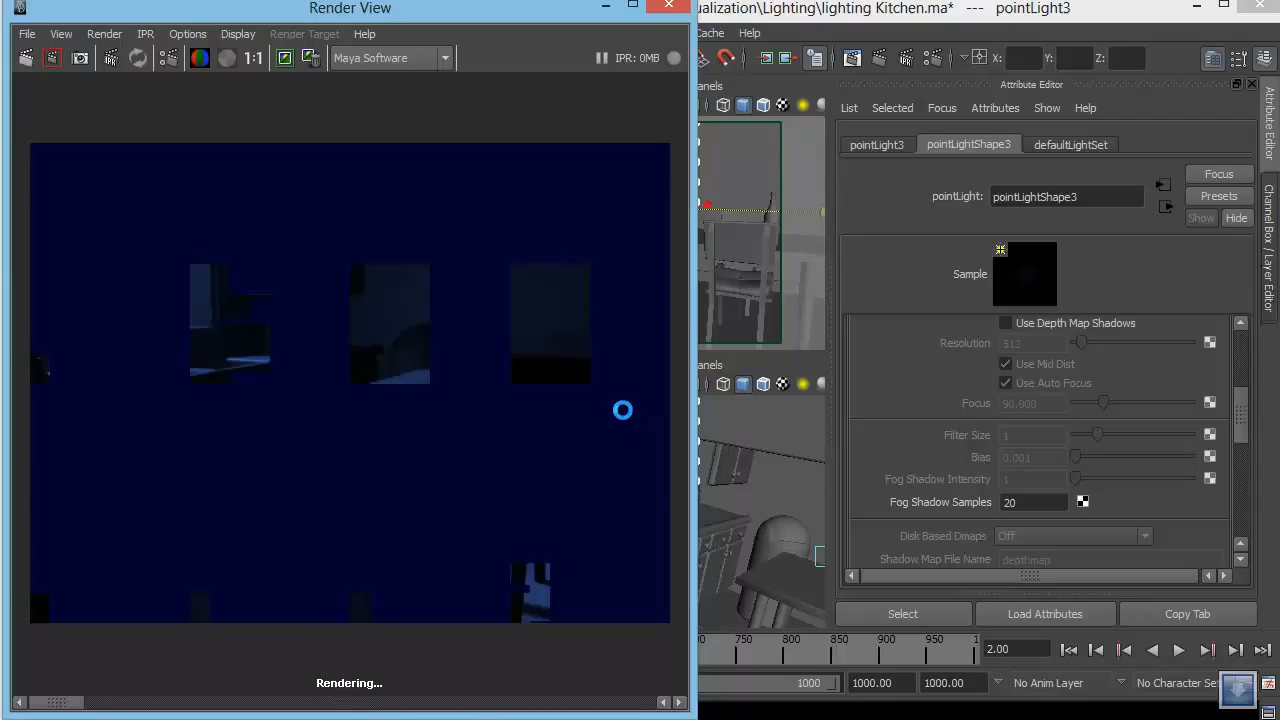 Render View
File View Render IPR Options Display Render Target Help
1:1 Maya Software IPR: 0MB
Rendering...
ualization\Lighting\lighting Kitchen.ma* --- pointLight3
Cache Help
X: Y: Z:
anels
anels
Attribute Editor
List Selected Focus Attributes Show Help
pointLight3 pointLightShape3 defaultLightSet
pointLight: pointLightShape3
Focus
Presets
Show Hide
Sample
Use Depth Map Shadows
Resolution 512
Use Mid Dist
Use Auto Focus
Focus 90.000
Filter Size 1
Bias 0.001
Fog Shadow Intensity 1
Fog Shadow Samples 20
Disk Based Dmaps Off
Shadow Map File Name depthmap
Select Load Attributes Copy Tab
Attribute Editor
Channel Box / Layer Editor
750 800 850 900 950 1 2.00
1000 1000.00 1000.00 No Anim Layer No Character Se